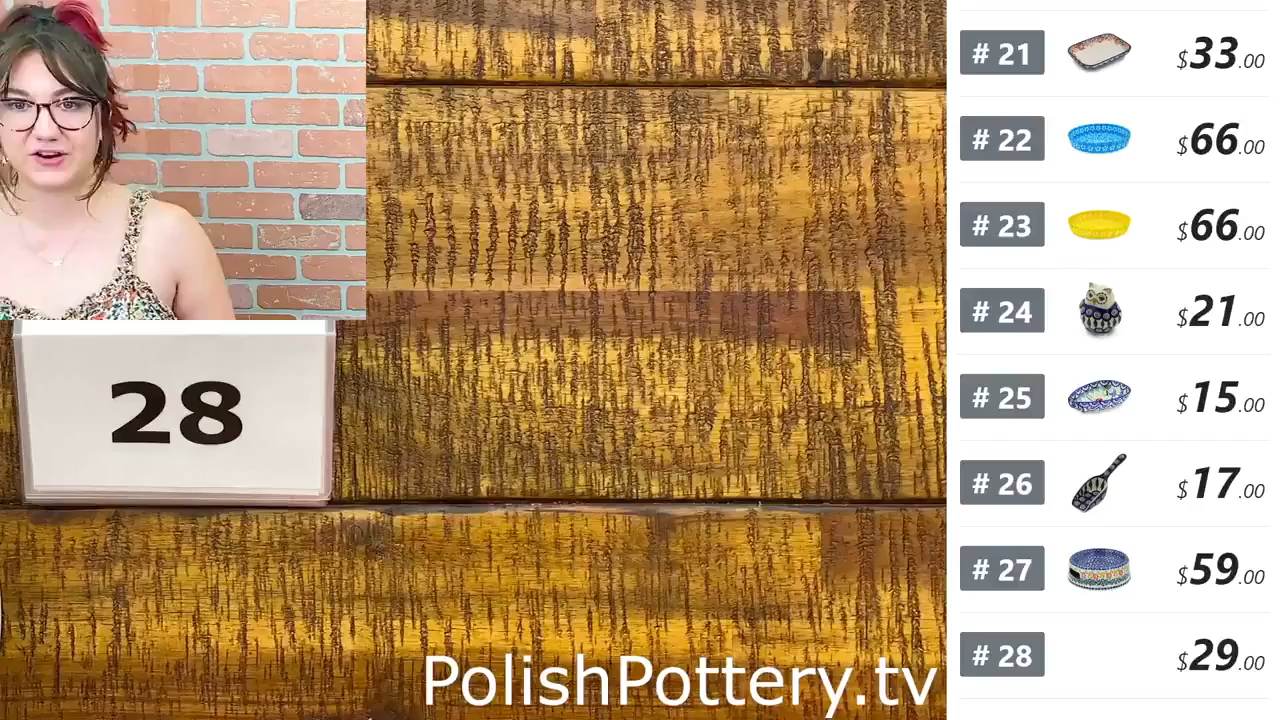 # 21 $33.00
# 22 $66.00
# 23 $66.00
# 24 $21.00
# 25 $15.00
# 26 $17.00
# 27 $59.00
# 28 $29.00
28
PolishPottery.tv